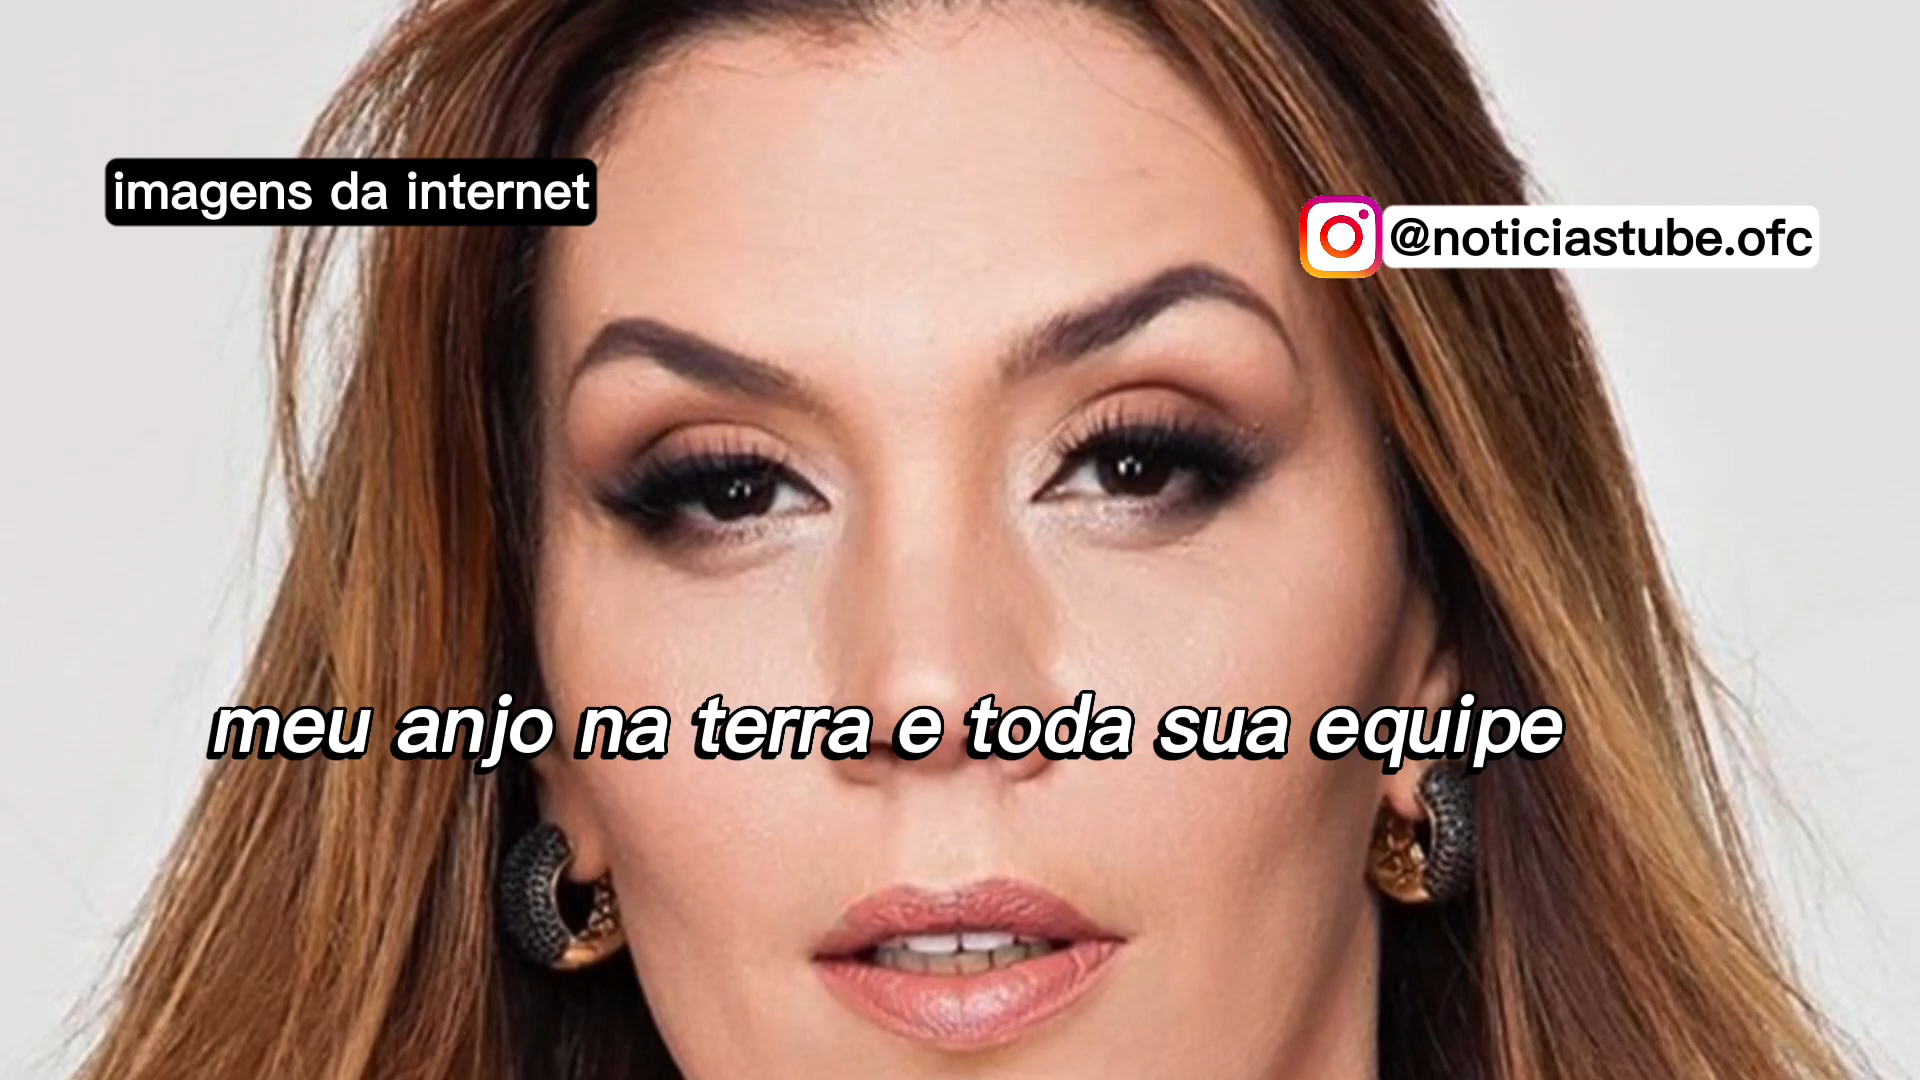 imagens da internet
@noticiastube.ofc
meu anjo na terra e toda sua equipe